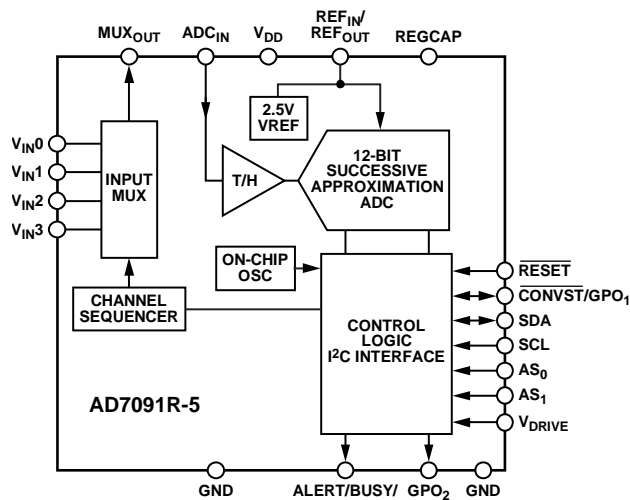 MUXOUT ADCIN VDD REFIN/
REFOUT REGCAP
2.5V
VREF
VIN0
VIN1
VIN2
VIN3
INPUT
MUX
T/H
12-BIT
SUCCESSIVE
APPROXIMATION
ADC
ON-CHIP
OSC
CHANNEL
SEQUENCER
CONTROL
LOGIC
I2C INTERFACE
RESET
CONVST/GPO1
SDA
SCL
AS0
AS1
VDRIVE
AD7091R-5
GND ALERT/BUSY/ GPO2 GND